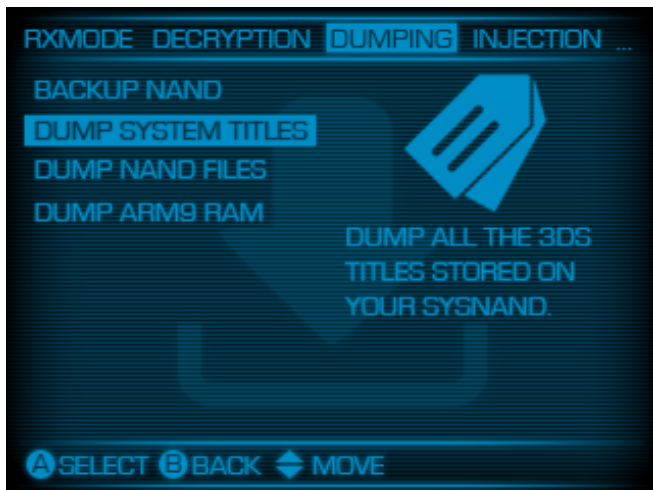 RXMODE DECRYPTION DUMPING INJECTION ...
BACKUP NAND
DUMP SYSTEM TITLES
DUMP NAND FILES
DUMP ARM9 RAM
DUMP ALL THE 3DS
TITLES STORED ON
YOUR SYSNAND.
A SELECT B BACK MOVE